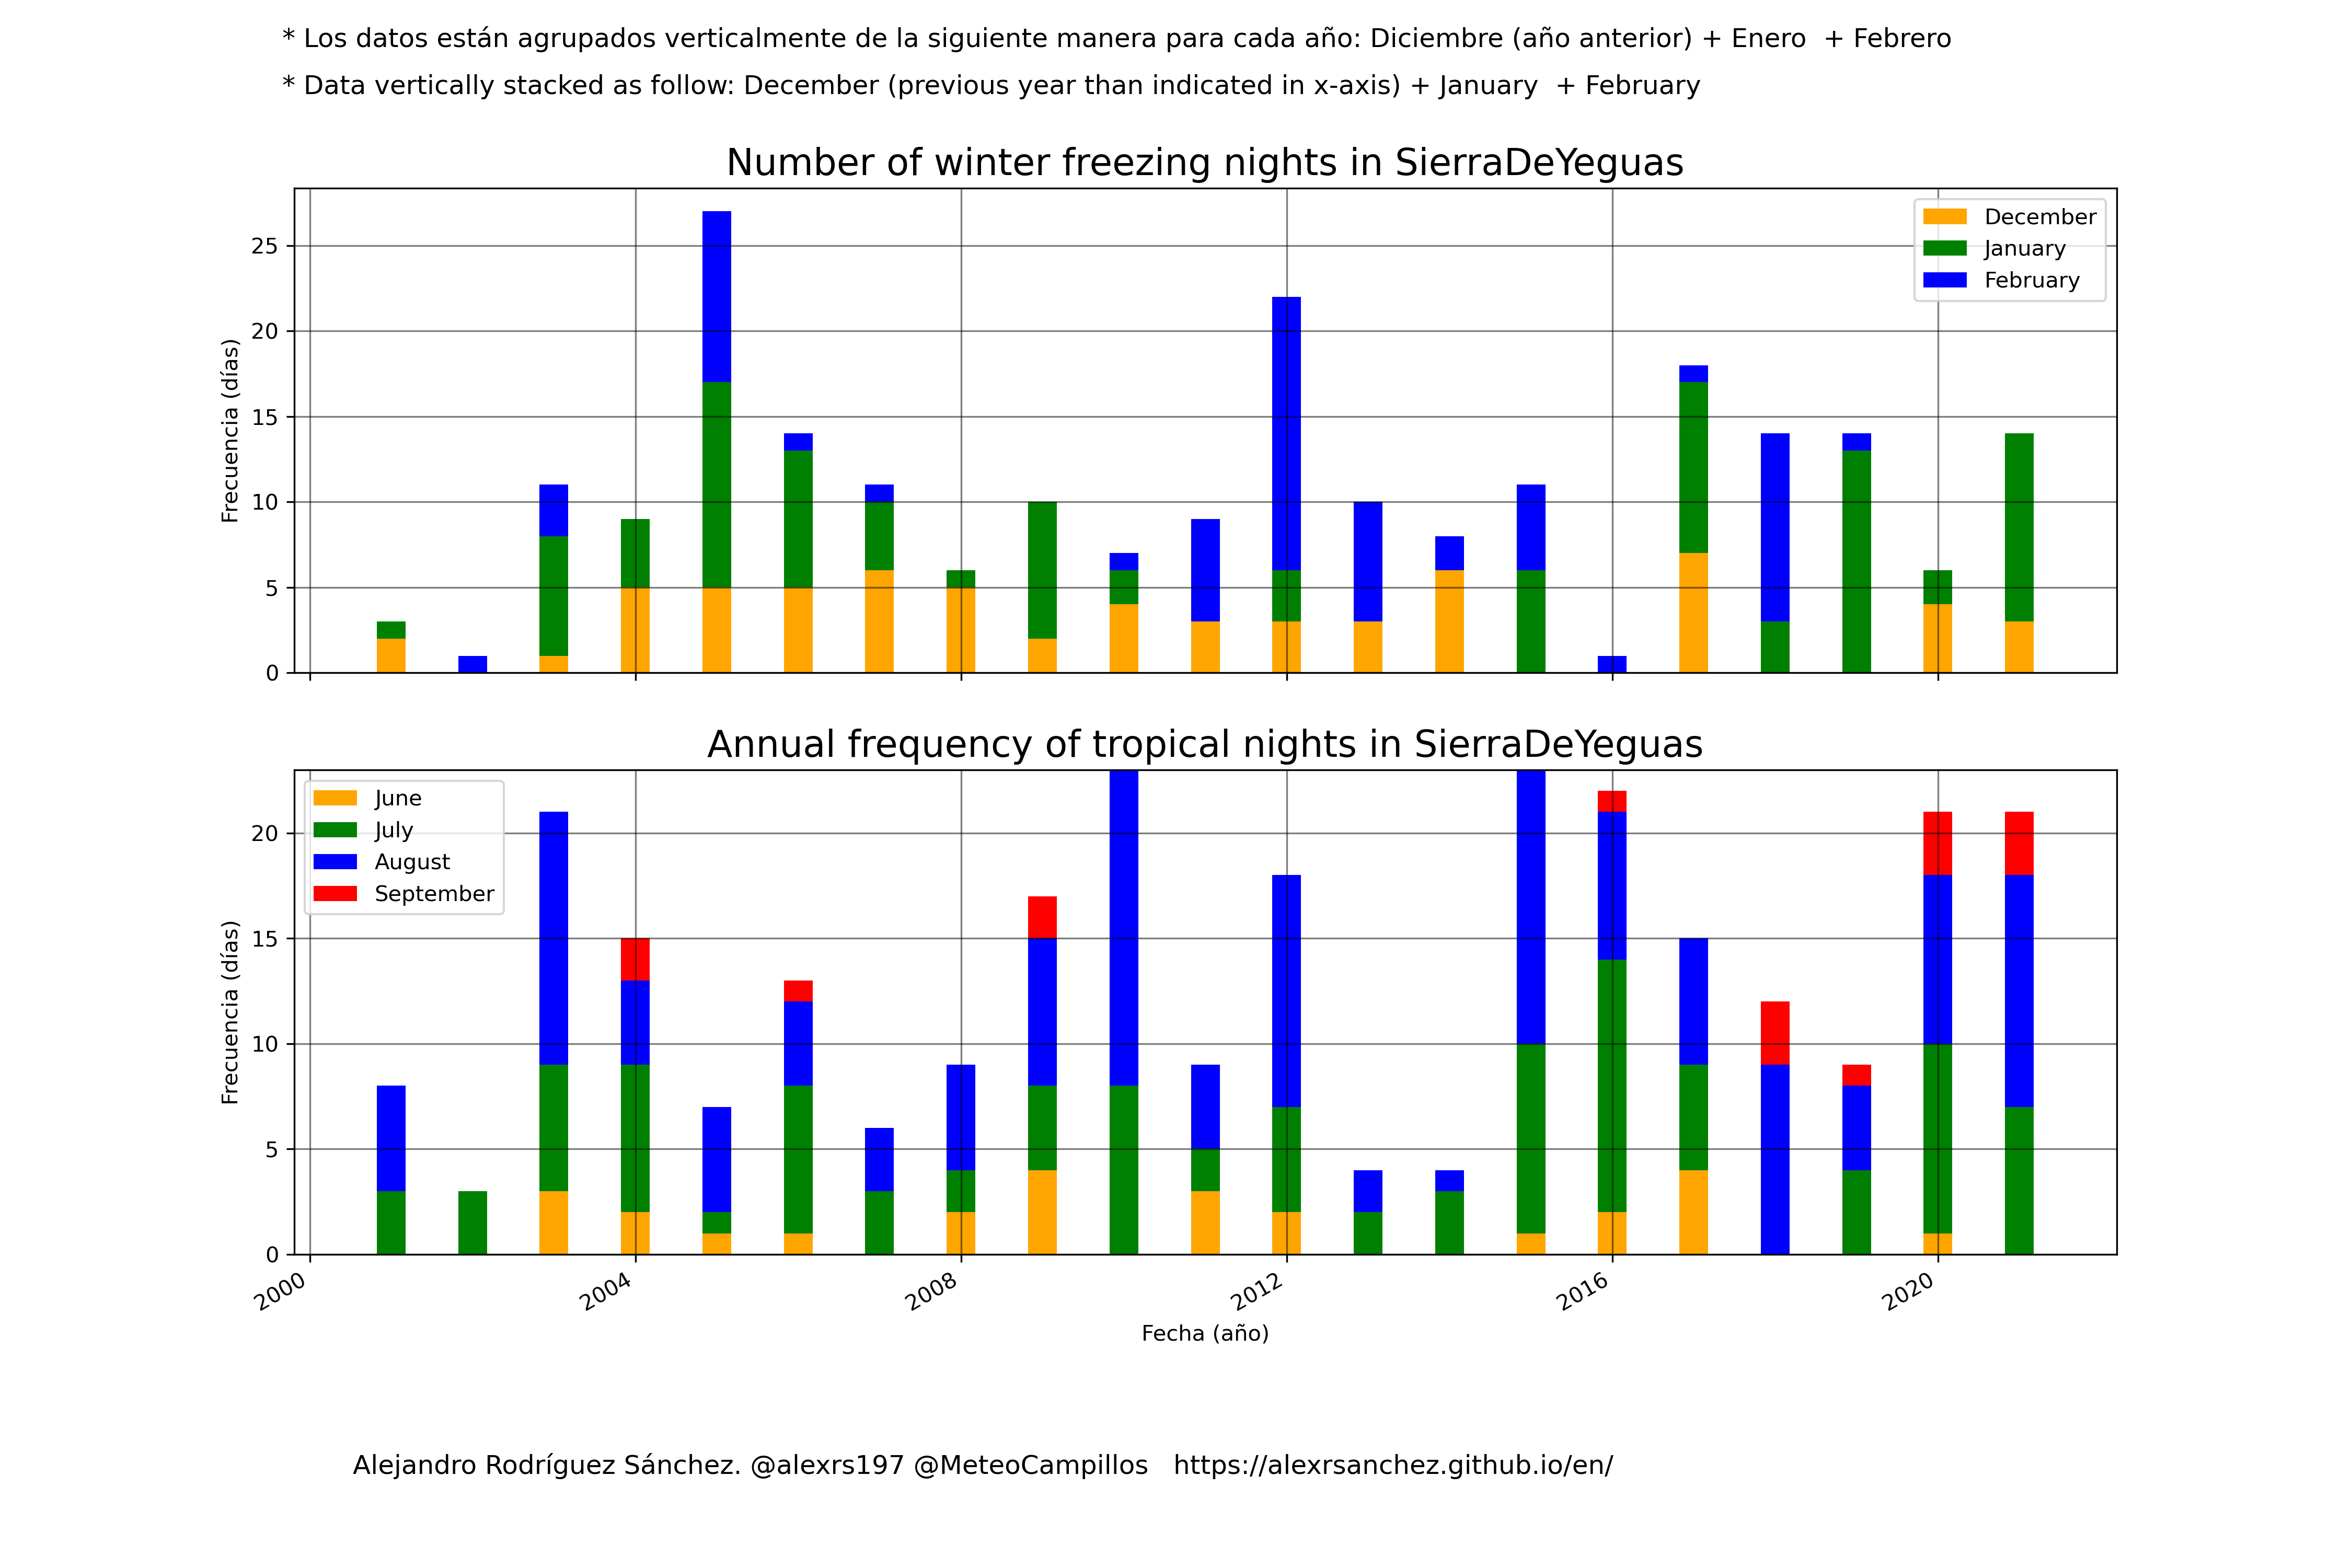 * Los datos están agrupados verticalmente de la siguiente manera para cada año: Diciembre (año anterior) + Enero  + Febrero
* Data vertically stacked as follow: December (previous year than indicated in x-axis) + January  + February
Number of winter freezing nights in SierraDeYeguas
Frecuencia (días)
25
20
15
10
5
0
December
January
February
Annual frequency of tropical nights in SierraDeYeguas
Frecuencia (días)
20
15
10
5
0
June
July
August
September
2000
2004
2008
2012
2016
2020
Fecha (año)
Alejandro Rodríguez Sánchez. @alexrs197 @MeteoCampillos   https://alexrsanchez.github.io/en/